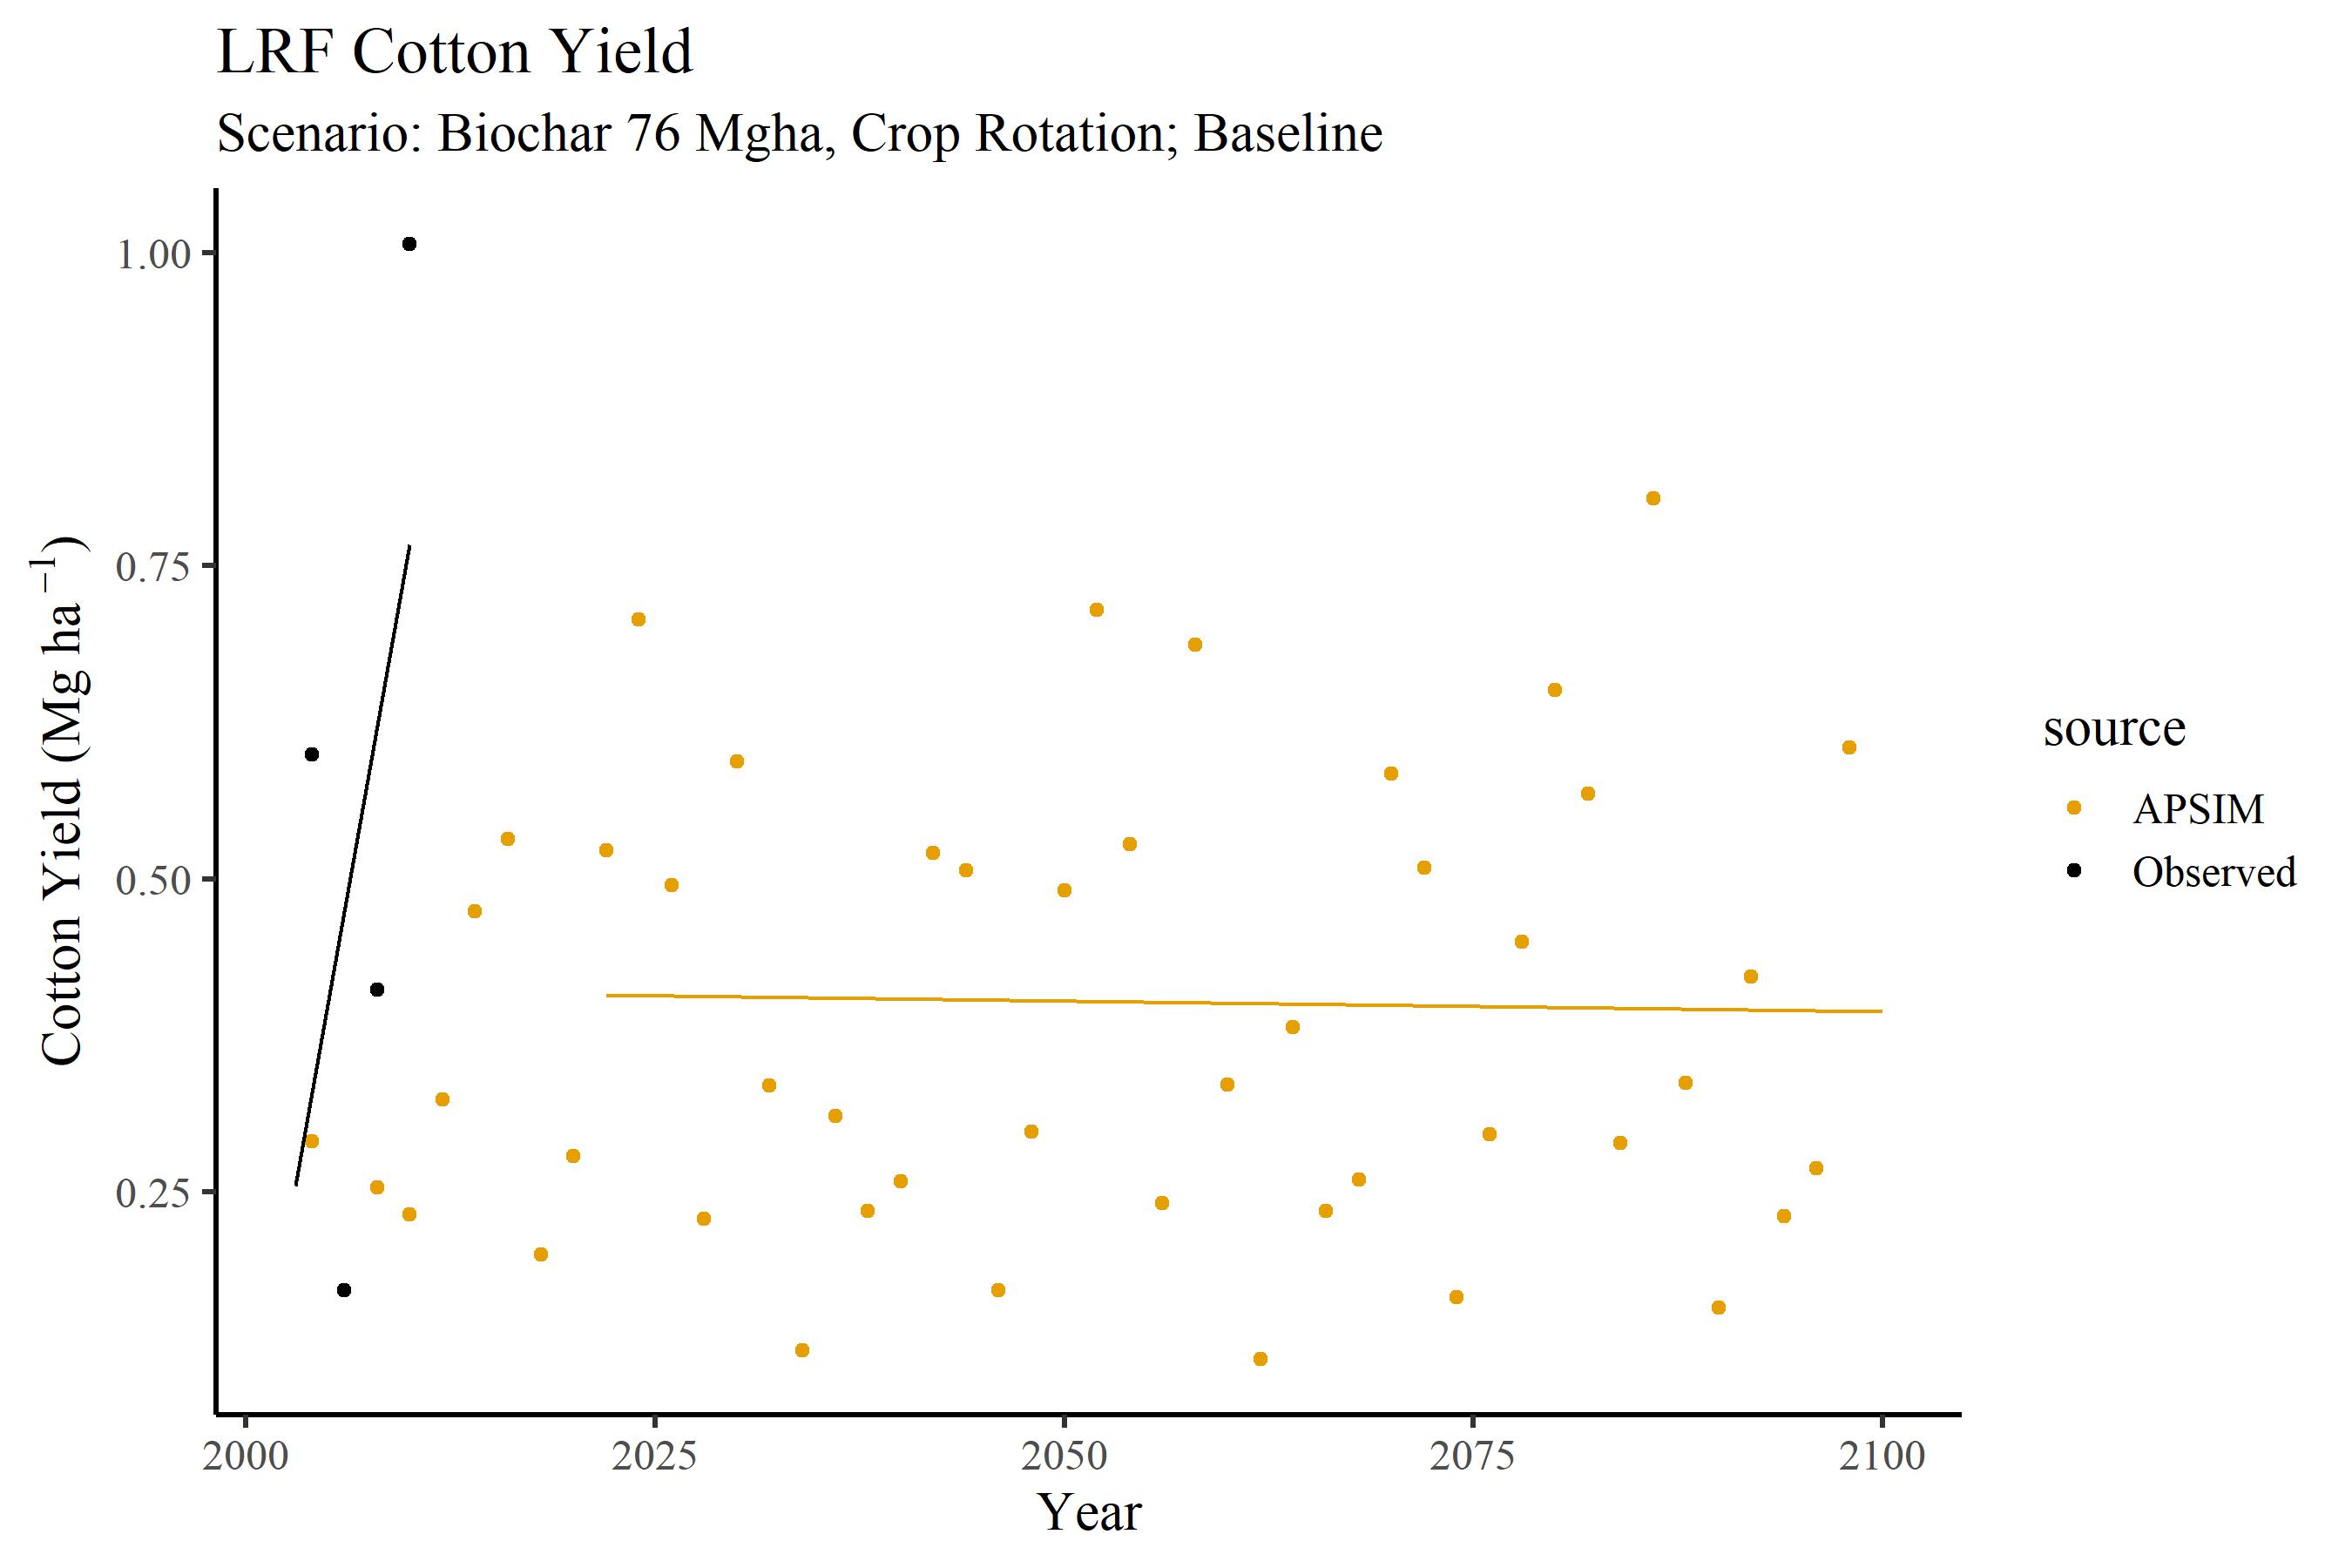 LRF Cotton Yield
Scenario: Biochar 76 Mgha, Crop Rotation; Baseline
Cotton Yield (Mg ha −1)
1.00
0.75
0.50
0.25
2000
2025
2050
2075
2100
Year
source
APSIM
Observed